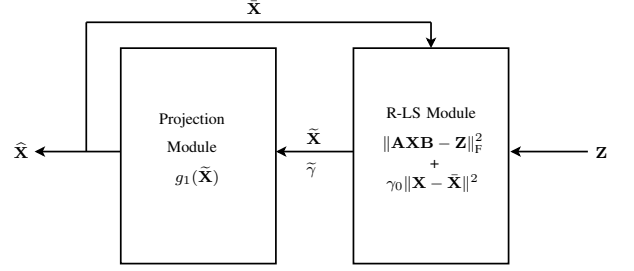 X̄
Projection
Module
g₁(X̃)
R-LS Module
‖AXB − Z‖²_F
+
γ₀‖X − X̄‖²
X̂
X̃
γ̃
Z